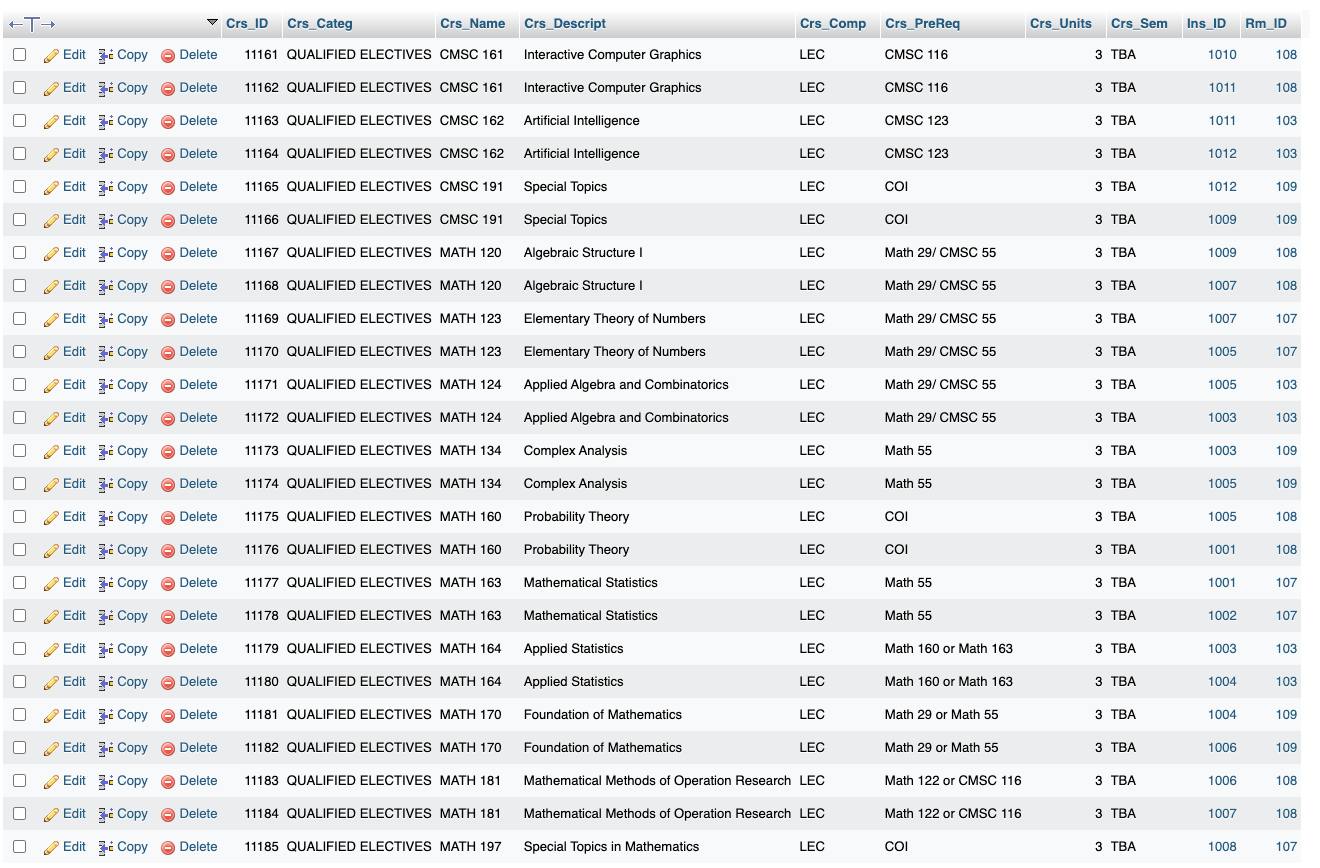 Crs_ID Crs_Categ Crs_Name Crs_Descript Crs_Comp Crs_PreReq Crs_Units Crs_Sem Ins_ID Rm_ID
Edit Copy Delete 11161 QUALIFIED ELECTIVES CMSC 161 Interactive Computer Graphics LEC CMSC 116 3 TBA 1010 108
Edit Copy Delete 11162 QUALIFIED ELECTIVES CMSC 161 Interactive Computer Graphics LEC CMSC 116 3 TBA 1011 108
Edit Copy Delete 11163 QUALIFIED ELECTIVES CMSC 162 Artificial Intelligence LEC CMSC 123 3 TBA 1011 103
Edit Copy Delete 11164 QUALIFIED ELECTIVES CMSC 162 Artificial Intelligence LEC CMSC 123 3 TBA 1012 103
Edit Copy Delete 11165 QUALIFIED ELECTIVES CMSC 191 Special Topics LEC COI 3 TBA 1012 109
Edit Copy Delete 11166 QUALIFIED ELECTIVES CMSC 191 Special Topics LEC COI 3 TBA 1009 109
Edit Copy Delete 11167 QUALIFIED ELECTIVES MATH 120 Algebraic Structure I LEC Math 29/ CMSC 55 3 TBA 1009 108
Edit Copy Delete 11168 QUALIFIED ELECTIVES MATH 120 Algebraic Structure I LEC Math 29/ CMSC 55 3 TBA 1007 108
Edit Copy Delete 11169 QUALIFIED ELECTIVES MATH 123 Elementary Theory of Numbers LEC Math 29/ CMSC 55 3 TBA 1007 107
Edit Copy Delete 11170 QUALIFIED ELECTIVES MATH 123 Elementary Theory of Numbers LEC Math 29/ CMSC 55 3 TBA 1005 107
Edit Copy Delete 11171 QUALIFIED ELECTIVES MATH 124 Applied Algebra and Combinatorics LEC Math 29/ CMSC 55 3 TBA 1005 103
Edit Copy Delete 11172 QUALIFIED ELECTIVES MATH 124 Applied Algebra and Combinatorics LEC Math 29/ CMSC 55 3 TBA 1003 103
Edit Copy Delete 11173 QUALIFIED ELECTIVES MATH 134 Complex Analysis LEC Math 55 3 TBA 1003 109
Edit Copy Delete 11174 QUALIFIED ELECTIVES MATH 134 Complex Analysis LEC Math 55 3 TBA 1005 109
Edit Copy Delete 11175 QUALIFIED ELECTIVES MATH 160 Probability Theory LEC COI 3 TBA 1005 108
Edit Copy Delete 11176 QUALIFIED ELECTIVES MATH 160 Probability Theory LEC COI 3 TBA 1001 108
Edit Copy Delete 11177 QUALIFIED ELECTIVES MATH 163 Mathematical Statistics LEC Math 55 3 TBA 1001 107
Edit Copy Delete 11178 QUALIFIED ELECTIVES MATH 163 Mathematical Statistics LEC Math 55 3 TBA 1002 107
Edit Copy Delete 11179 QUALIFIED ELECTIVES MATH 164 Applied Statistics LEC Math 160 or Math 163 3 TBA 1003 103
Edit Copy Delete 11180 QUALIFIED ELECTIVES MATH 164 Applied Statistics LEC Math 160 or Math 163 3 TBA 1004 103
Edit Copy Delete 11181 QUALIFIED ELECTIVES MATH 170 Foundation of Mathematics LEC Math 29 or Math 55 3 TBA 1004 109
Edit Copy Delete 11182 QUALIFIED ELECTIVES MATH 170 Foundation of Mathematics LEC Math 29 or Math 55 3 TBA 1006 109
Edit Copy Delete 11183 QUALIFIED ELECTIVES MATH 181 Mathematical Methods of Operation Research LEC Math 122 or CMSC 116 3 TBA 1006 108
Edit Copy Delete 11184 QUALIFIED ELECTIVES MATH 181 Mathematical Methods of Operation Research LEC Math 122 or CMSC 116 3 TBA 1007 108
Edit Copy Delete 11185 QUALIFIED ELECTIVES MATH 197 Special Topics in Mathematics LEC COI 3 TBA 1008 107